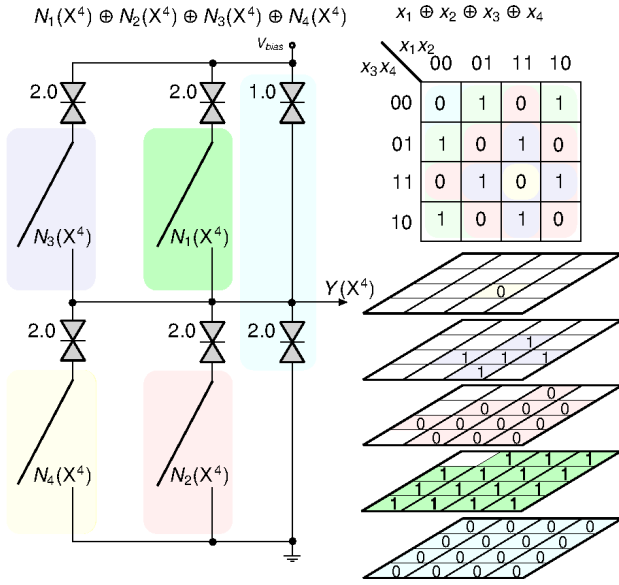 N₁(X⁴) ⊕ N₂(X⁴) ⊕ N₃(X⁴) ⊕ N₄(X⁴)
V_bias
2.0 2.0 1.0
N₃(X⁴) N₁(X⁴)
Y(X⁴)
2.0 2.0 2.0
N₄(X⁴) N₂(X⁴)
x₁ ⊕ x₂ ⊕ x₃ ⊕ x₄
x₁x₂
x₃x₄
00 01 11 10
00 0 1 0 1
01 1 0 1 0
11 0 1 0 1
10 1 0 1 0
0
1
1 1 1
1
0
0 0 0
0 0 0 0
0 0 0
1 1 1
1 1 1 1
1 1 1 1
1 1 1 1
0 0 0 0
0 0 0 0
0 0 0 0
0 0 0 0